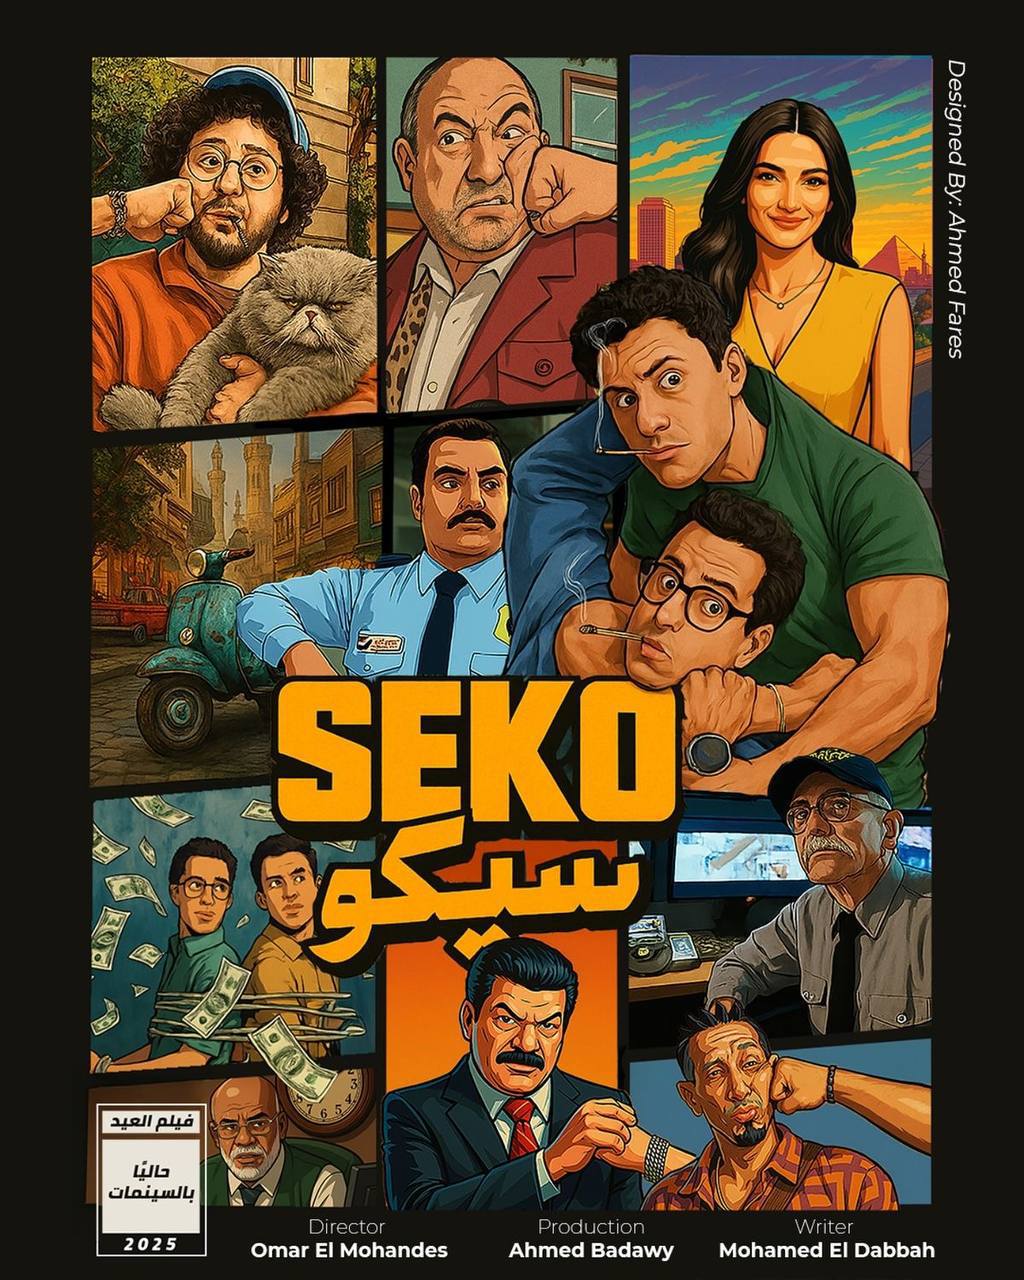 Designed By: Ahmed Fares
SEKO
سيكو
فيلم العيد
حاليًا
بالسينمات
2025
Director
Omar El Mohandes
Production
Ahmed Badawy
Writer
Mohamed El Dabbah